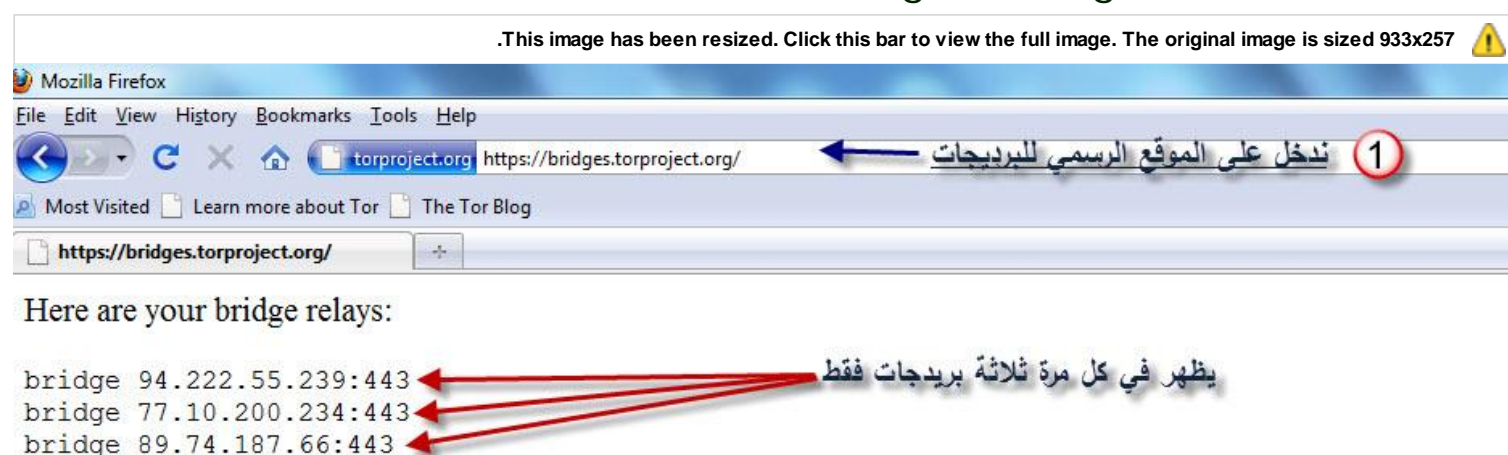 .This image has been resized. Click this bar to view the full image. The original image is sized 933x257
Mozilla Firefox
File Edit View History Bookmarks Tools Help
torproject.org https://bridges.torproject.org/
ندخل على الموقع الرسمي للبرديجات 1
Most Visited Learn more about Tor The Tor Blog
https://bridges.torproject.org/
Here are your bridge relays:
يظهر في كل مرة ثلاثة بريدجات فقط
bridge 94.222.55.239:443
bridge 77.10.200.234:443
bridge 89.74.187.66:443